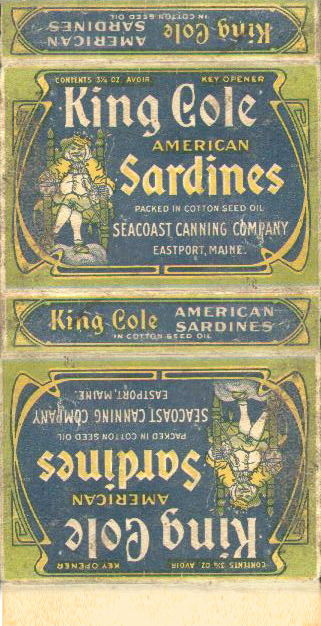 King Cole AMERICAN
IN COTTON SEED OIL SARDINES
CONTENTS 3¼ OZ. AVOIR KEY OPENER
King Cole
AMERICAN
Sardines
PACKED IN COTTON SEED OIL
SEACOAST CANNING COMPANY
EASTPORT, MAINE.
King Cole AMERICAN
IN COTTON SEED OIL SARDINES
CONTENTS 3¼ OZ. AVOIR KEY OPENER
King Cole
AMERICAN
Sardines
PACKED IN COTTON SEED OIL
SEACOAST CANNING COMPANY
EASTPORT, MAINE.